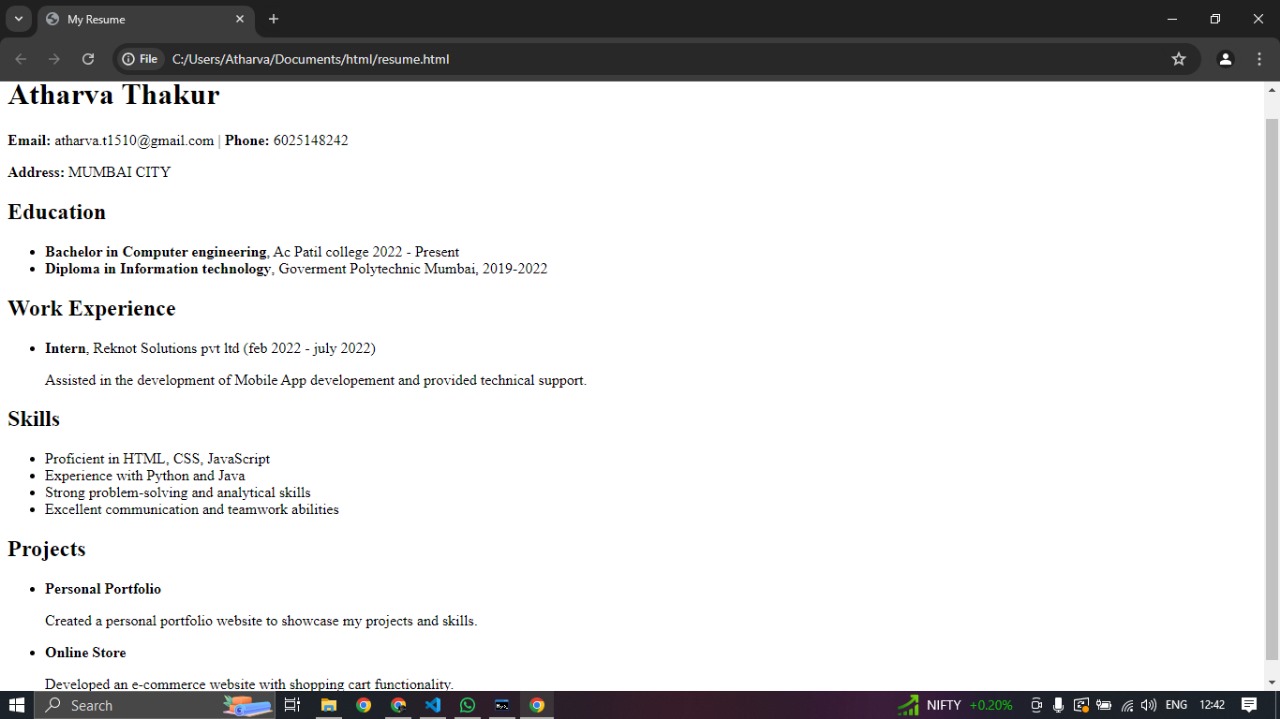 My Resume
File
C:/Users/Atharva/Documents/html/resume.html
Atharva Thakur
Email: atharva.t1510@gmail.com | Phone: 6025148242
Address: MUMBAI CITY
Education
Bachelor in Computer engineering, Ac Patil college 2022 - Present
Diploma in Information technology, Goverment Polytechnic Mumbai, 2019-2022
Work Experience
Intern, Reknot Solutions pvt ltd (feb 2022 - july 2022)
Assisted in the development of Mobile App developement and provided technical support.
Skills
Proficient in HTML, CSS, JavaScript
Experience with Python and Java
Strong problem-solving and analytical skills
Excellent communication and teamwork abilities
Projects
Personal Portfolio
Created a personal portfolio website to showcase my projects and skills.
Online Store
Developed an e-commerce website with shopping cart functionality.
Search
NIFTY +0.20%
ENG
12:42